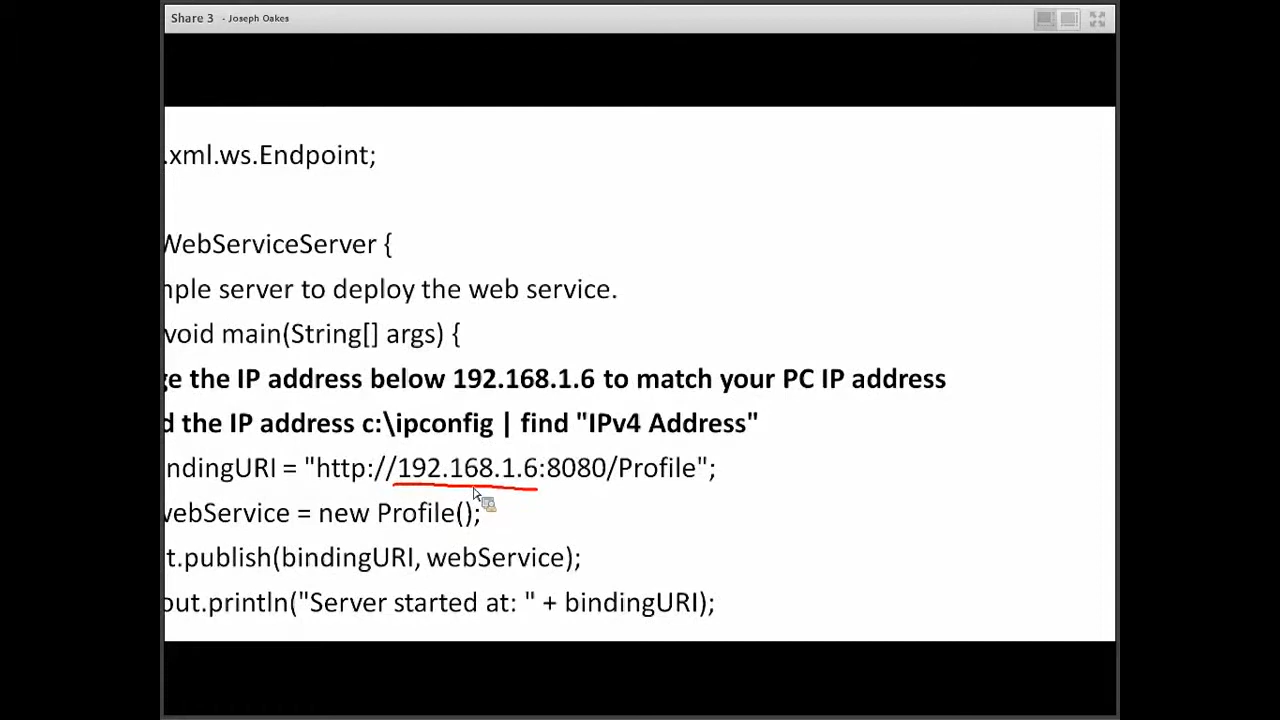 Share 3 - Joseph Oakes
.xml.ws.Endpoint;
WebServiceServer {
nple server to deploy the web service.
void main(String[] args) {
ge the IP address below 192.168.1.6 to match your PC IP address
d the IP address c:\ipconfig | find "IPv4 Address"
ndingURI = "http://192.168.1.6:8080/Profile";
webService = new Profile();
t.publish(bindingURI, webService);
out.println("Server started at: " + bindingURI);